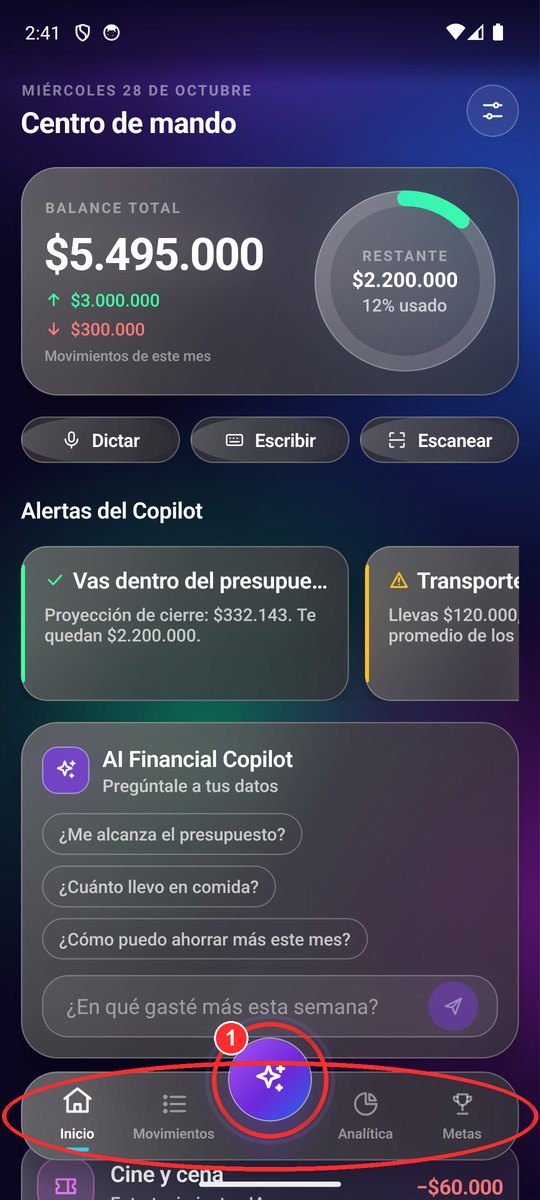 2:41
MIÉRCOLES 28 DE OCTUBRE
Centro de mando
BALANCE TOTAL
$5.495.000
↑ $3.000.000
↓ $300.000
Movimientos de este mes
RESTANTE
$2.200.000
12% usado
Dictar
Escribir
Escanear
Alertas del Copilot
Vas dentro del presupue...
Proyección de cierre: $332.143. Te
quedan $2.200.000.
Transporte
Llevas $120.000,
promedio de los
AI Financial Copilot
Pregúntale a tus datos
¿Me alcanza el presupuesto?
¿Cuánto llevo en comida?
¿Cómo puedo ahorrar más este mes?
¿En qué gasté más esta semana?
1
Inicio
Movimientos
Analítica
Metas
Cine y cena
−$60.000